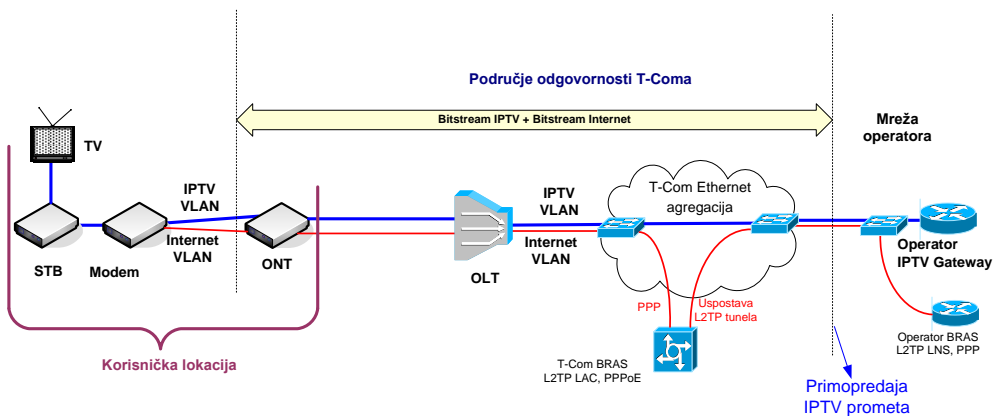 Područje odgovornosti T-Coma
Bitstream IPTV + Bitstream Internet
Mreža
operatora
TV
IPTV
VLAN
Internet
VLAN
STB
Modem
ONT
OLT
IPTV
VLAN
Internet
VLAN
T-Com Ethernet
agregacija
Operator
IPTV Gateway
PPP
Uspostava
L2TP tunela
T-Com BRAS
L2TP LAC, PPPoE
Operator BRAS
L2TP LNS, PPP
Korisnička lokacija
Primopredaja
IPTV prometa